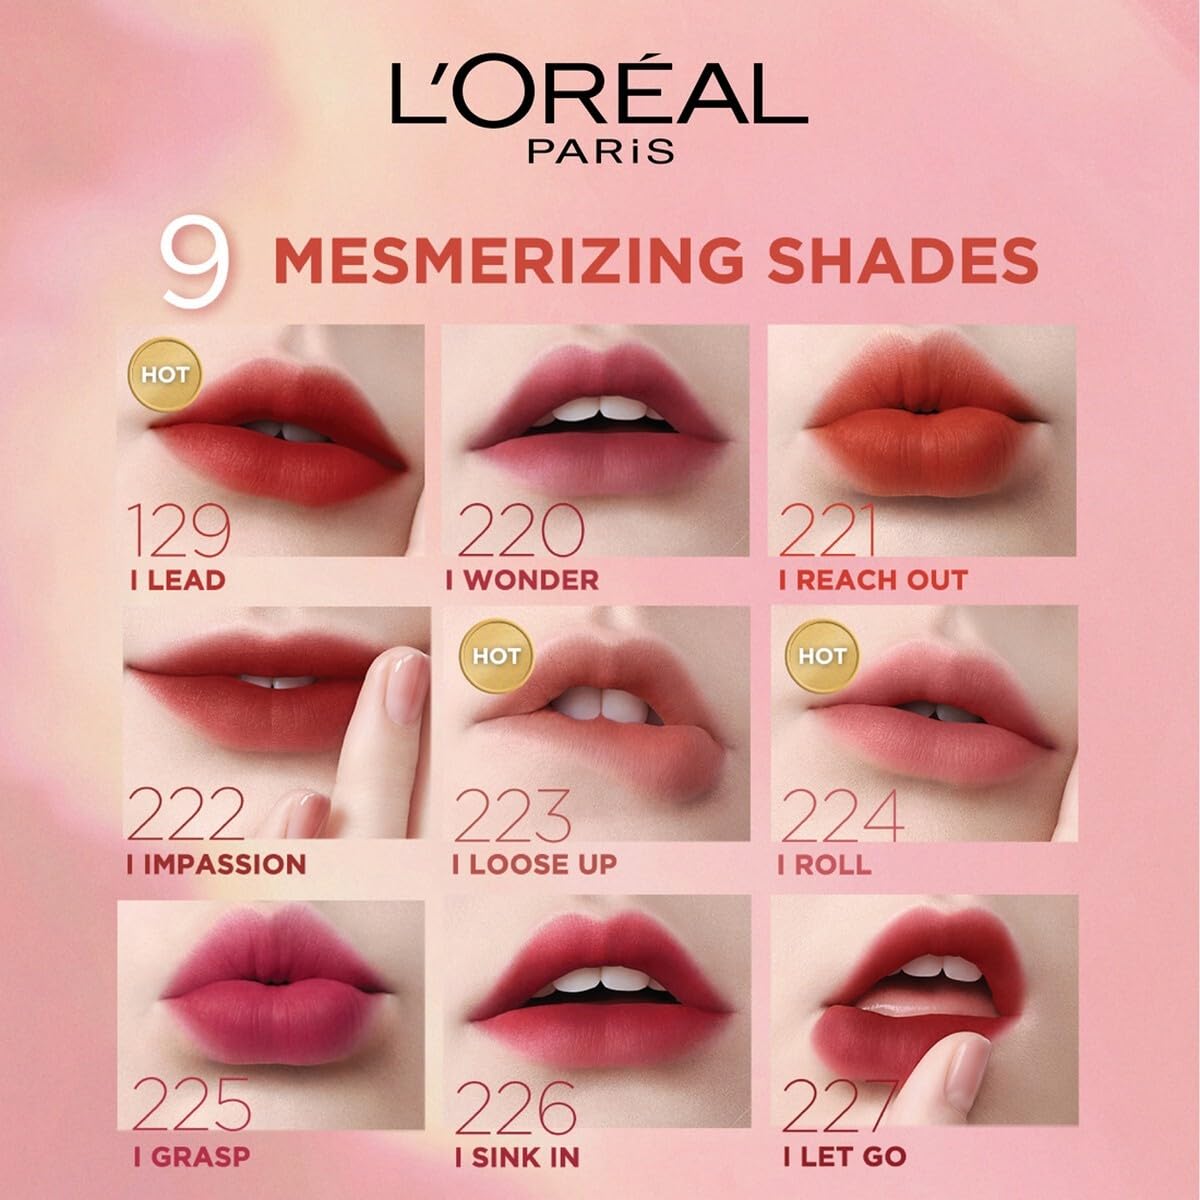 L'ORÉAL
PARiS
9 MESMERIZING SHADES
HOT
129
I LEAD
220
I WONDER
221
I REACH OUT
222
I IMPASSION
HOT
223
I LOOSE UP
HOT
224
I ROLL
225
I GRASP
226
I SINK IN
227
I LET GO